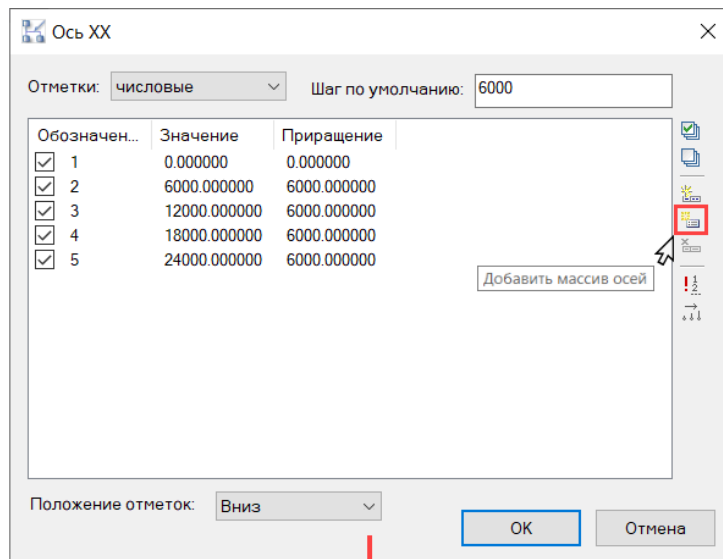 Ось XX
Отметки: числовые Шаг по умолчанию: 6000
Обозначен... Значение Приращение
1 0.000000 0.000000
2 6000.000000 6000.000000
3 12000.000000 6000.000000
4 18000.000000 6000.000000
5 24000.000000 6000.000000
Добавить массив осей
Положение отметок: Вниз
OK Отмена